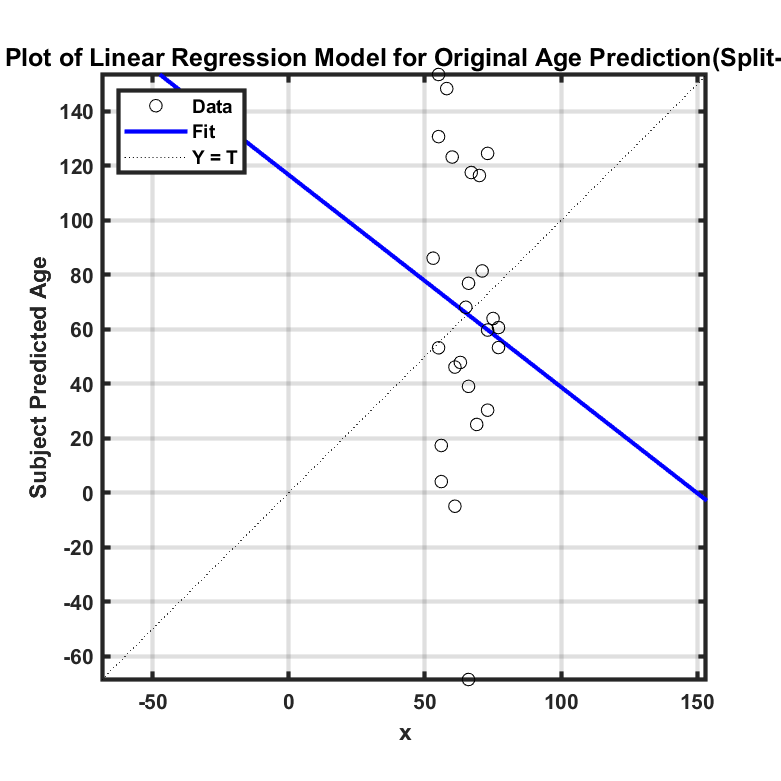 Plot of Linear Regression Model for Original Age Prediction(Split-
Data
Fit
Y = T
140
120
100
80
60
40
20
0
-20
-40
-60
Subject Predicted Age
-50 0 50 100 150
x